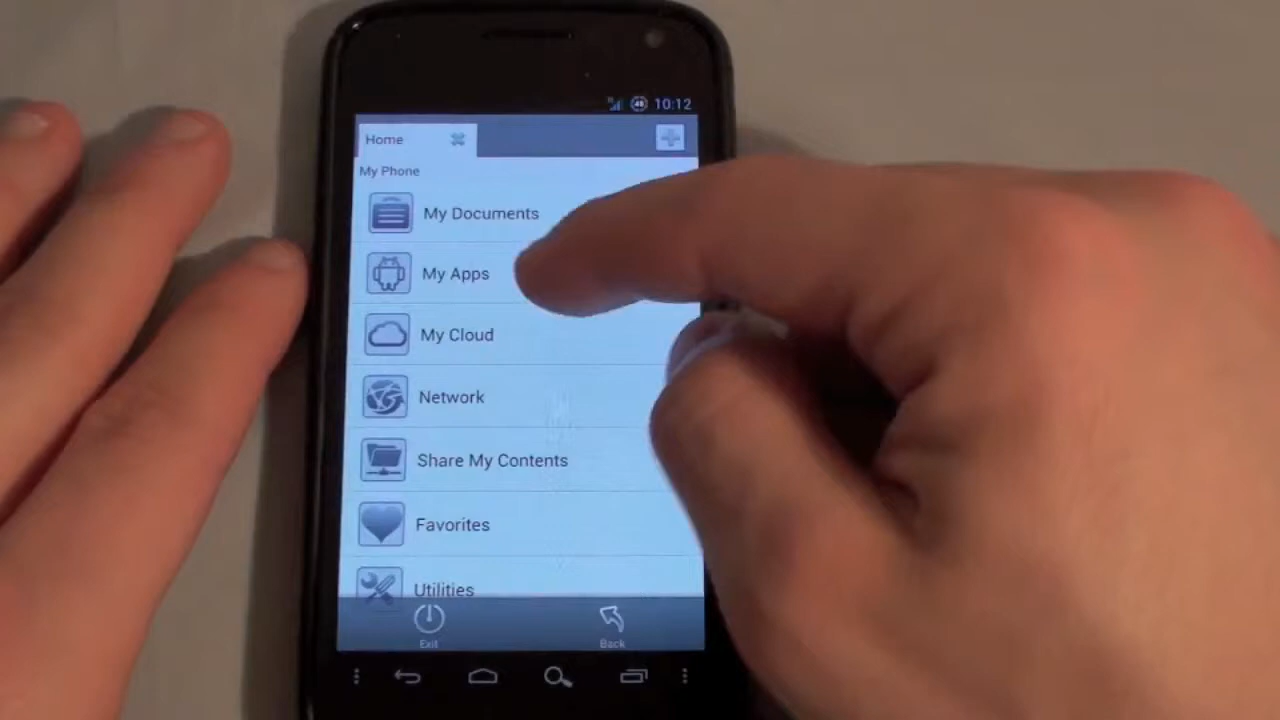 10:12
Home
My Phone
My Documents
My Apps
My Cloud
Network
Share My Contents
Favorites
Utilities
Exit
Back